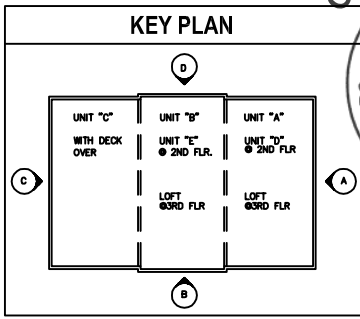 KEY PLAN
D
UNIT "C"
WITH DECK
OVER
UNIT "B"
UNIT "E"
@ 2ND FLR.
LOFT
@3RD FLR
UNIT "A"
UNIT "D"
@ 2ND FLR
LOFT
@3RD FLR
C
A
B